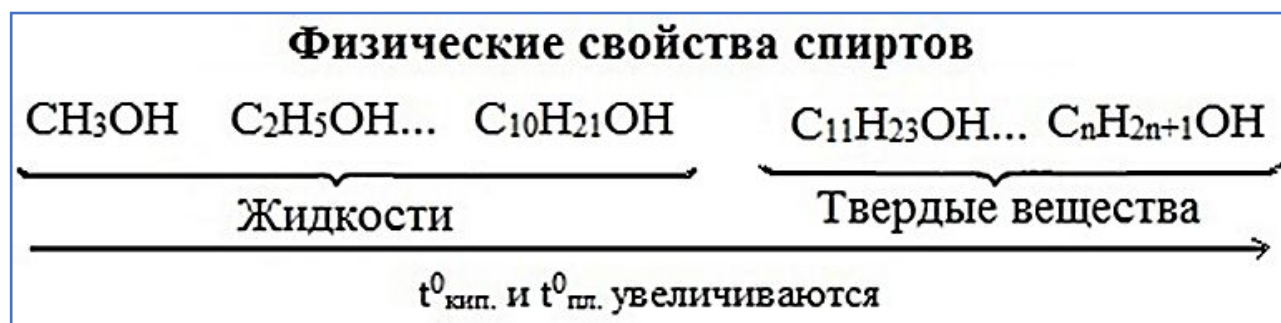 Физические свойства спиртов
CH₃OH C₂H₅OH... C₁₀H₂₁OH C₁₁H₂₃OH... CₙH₂ₙ₊₁OH
Жидкости Твердые вещества
t⁰кип. и t⁰пл. увеличиваются